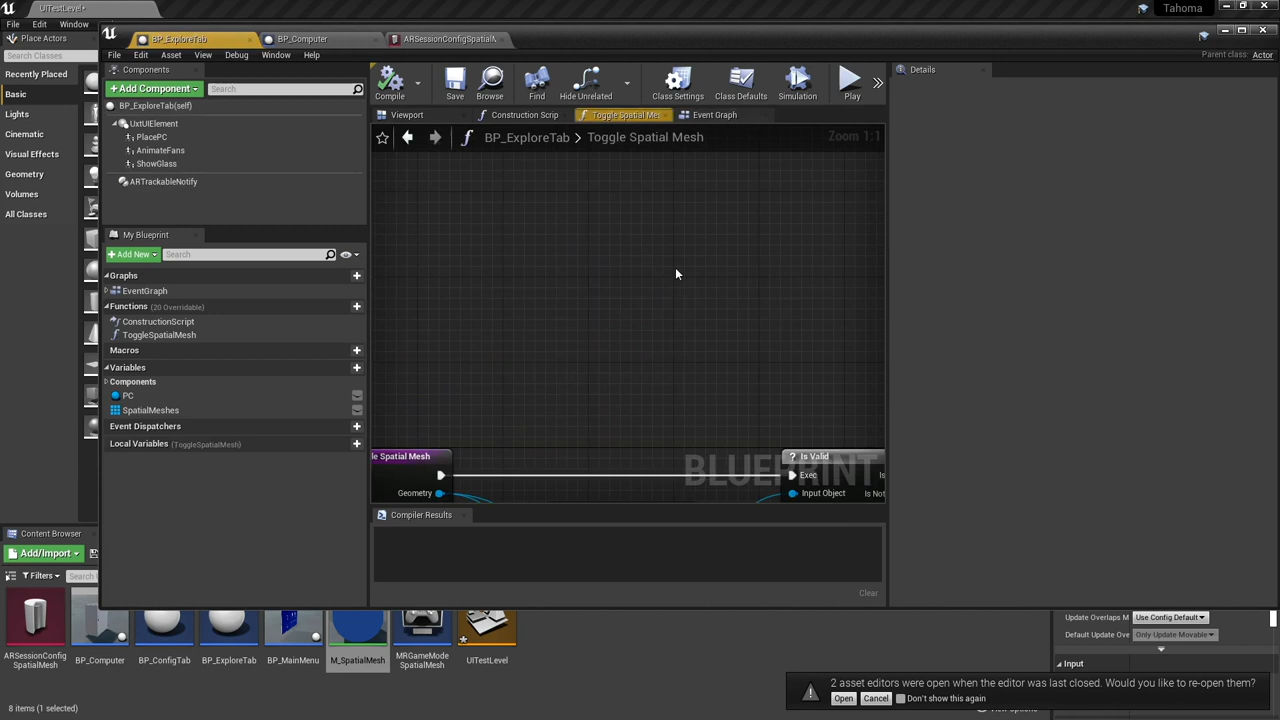 UITestLevel•
Tahoma
File Edit Window
BP_ExploreTab
BP_Computer
ARSessionConfigSpatialM
Place Actors
Search Classes
Recently Placed
Basic
Lights
Cinematic
Visual Effects
Geometry
Volumes
All Classes
File Edit Asset View Debug Window Help
Parent class: Actor
Components
+Add Component
Search
BP_ExploreTab(self)
UxtUIElement
PlacePC
AnimateFans
ShowGlass
ARTrackableNotify
My Blueprint
+Add New
Search
Graphs
EventGraph
Functions (20 Overridable)
ConstructionScript
ToggleSpatialMesh
Macros
Variables
Components
PC
SpatialMeshes
Event Dispatchers
Local Variables (ToggleSpatialMesh)
Compile
Save
Browse
Find
Hide Unrelated
Class Settings
Class Defaults
Simulation
Play
Details
Viewport
Construction Scrip
Toggle Spatial Mes
Event Graph
BP_ExploreTab > Toggle Spatial Mesh
Zoom 1:1
le Spatial Mesh
Geometry
BLUEPRINT
? Is Valid
Exec
Is
Input Object
Is Not
Compiler Results
Clear
Content Browser
Add/Import
Filters
Search
ARSessionConfig
SpatialMesh
BP_Computer
BP_ConfigTab
BP_ExploreTab
BP_MainMenu
M_SpatialMesh
MRGameMode
SpatialMesh
UITestLevel
8 items (1 selected)
Update Overlaps M
Use Config Default
Default Update Ove
Only Update Movable
Input
2 asset editors were open when the editor was last closed. Would you like to re-open them?
Open
Cancel
Don't show this again